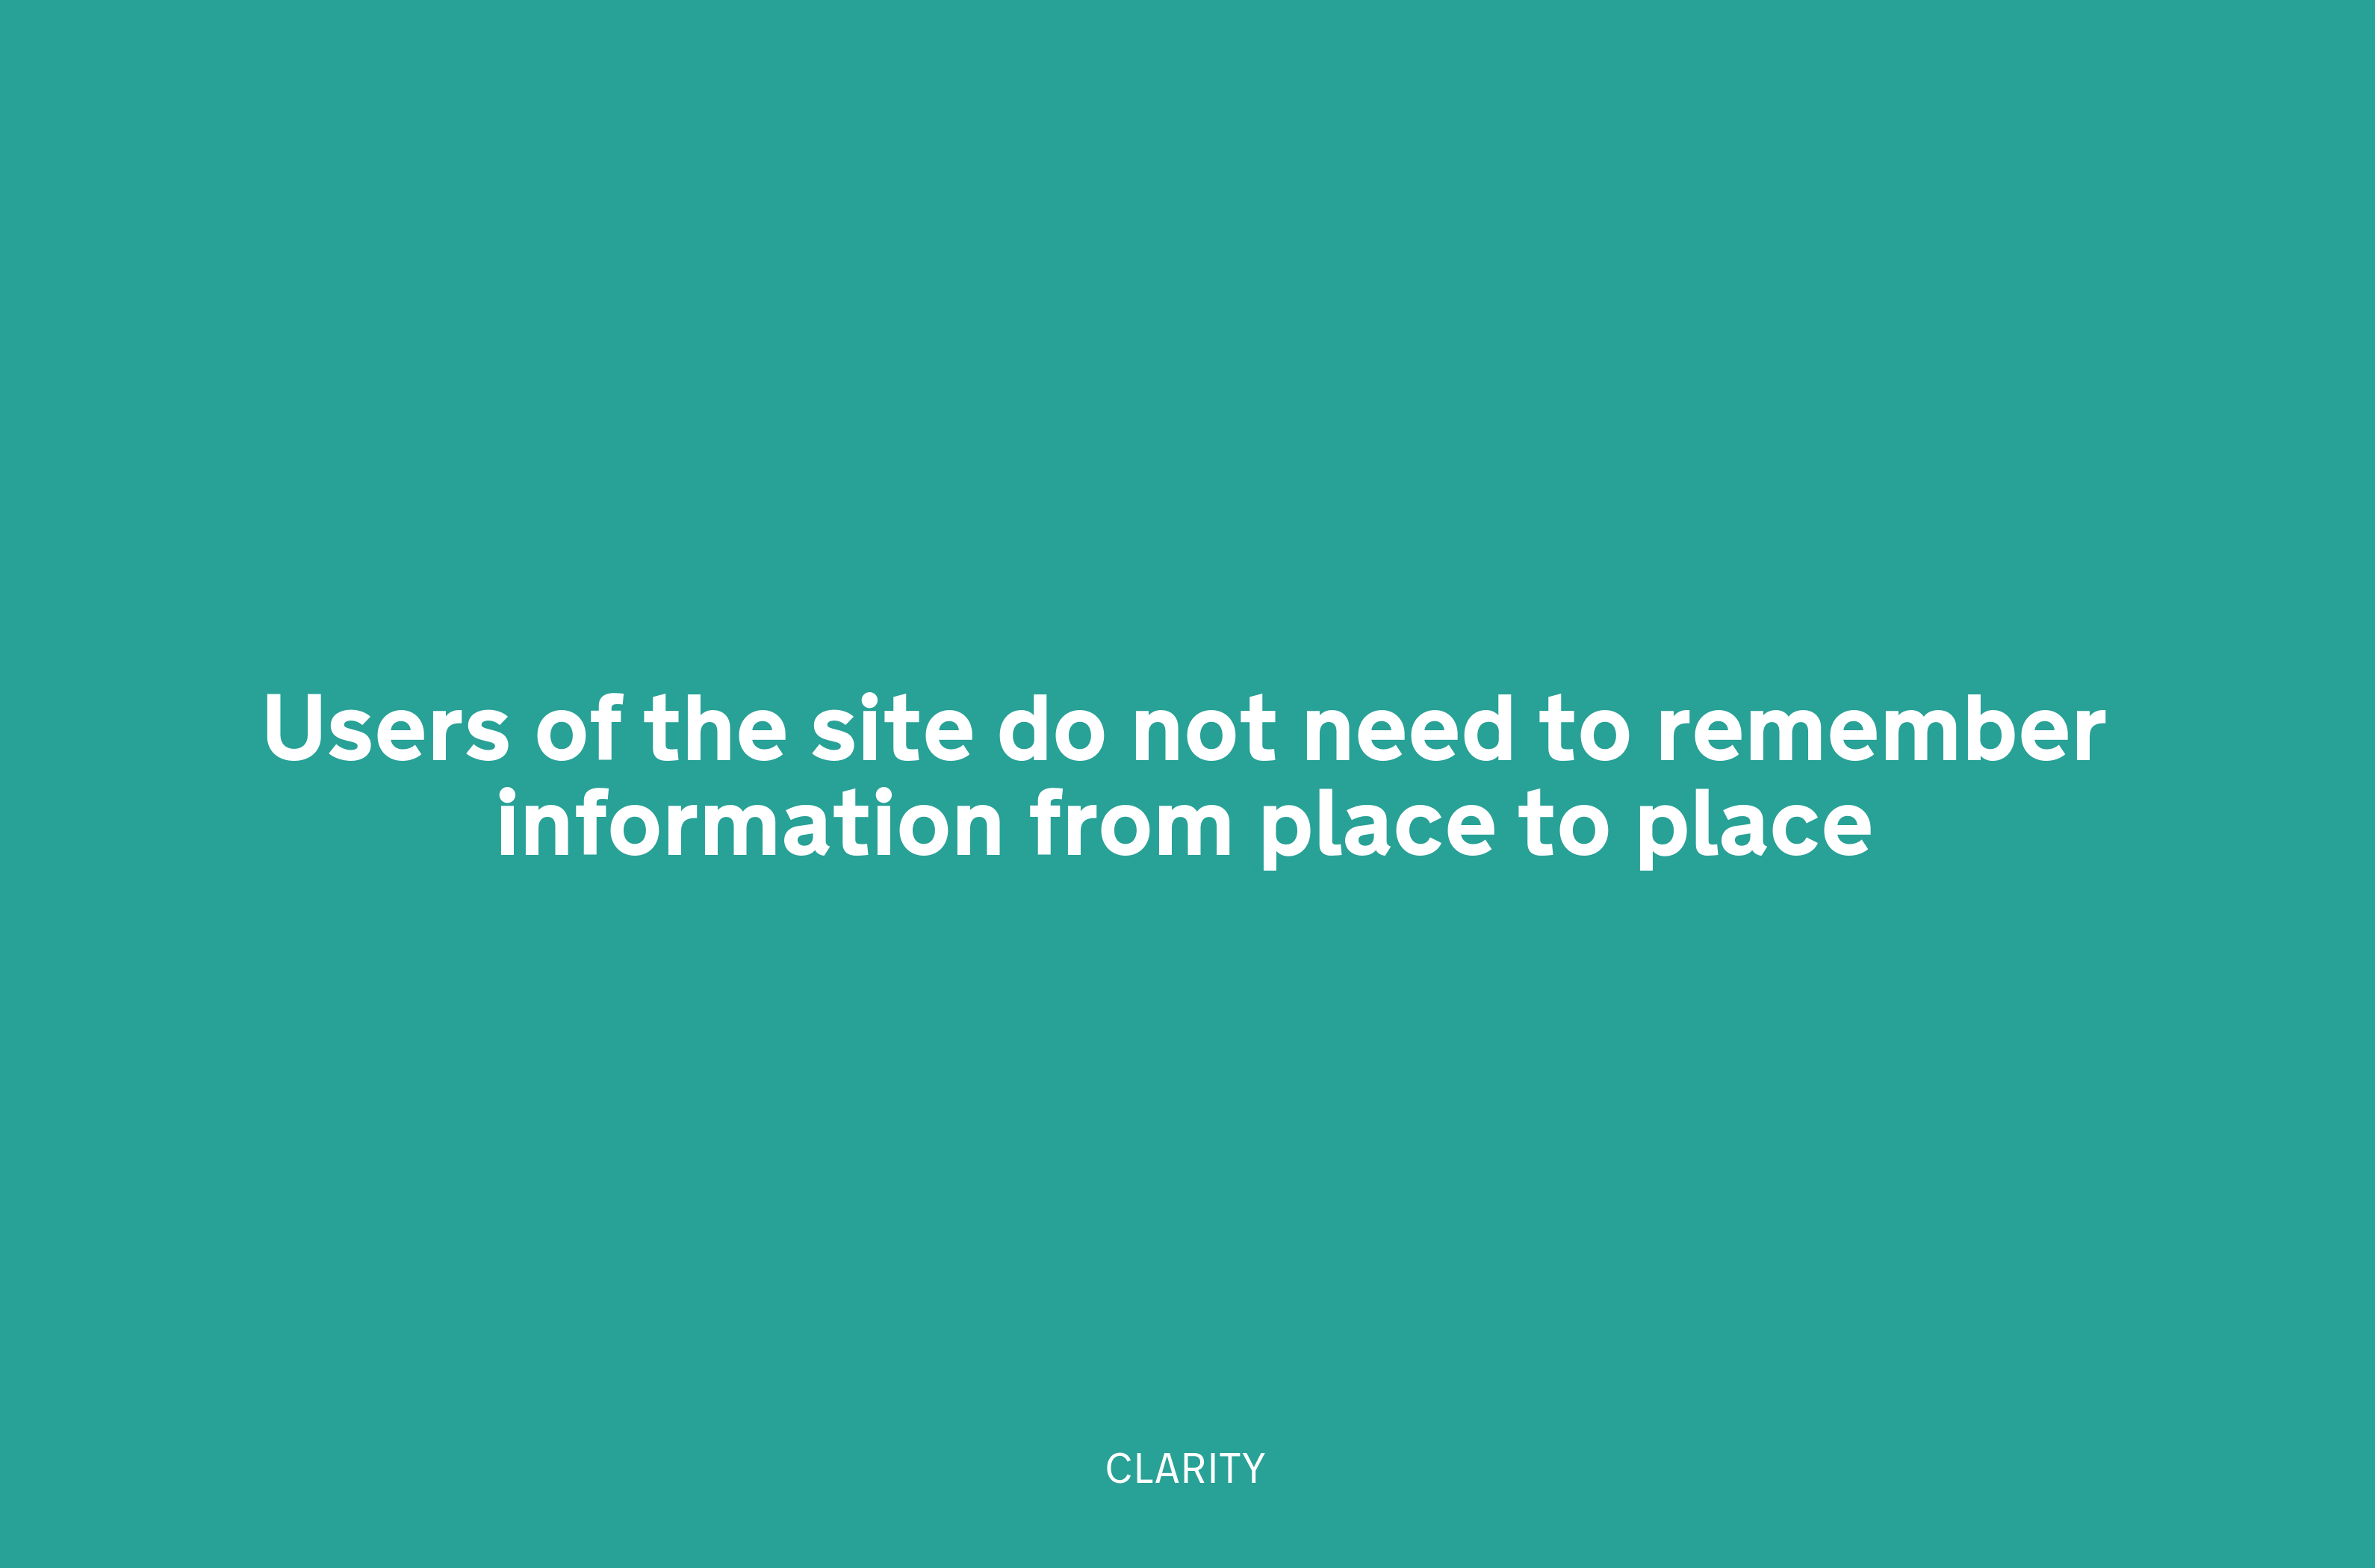 Users of the site do not need to remember
information from place to place
CLARITY